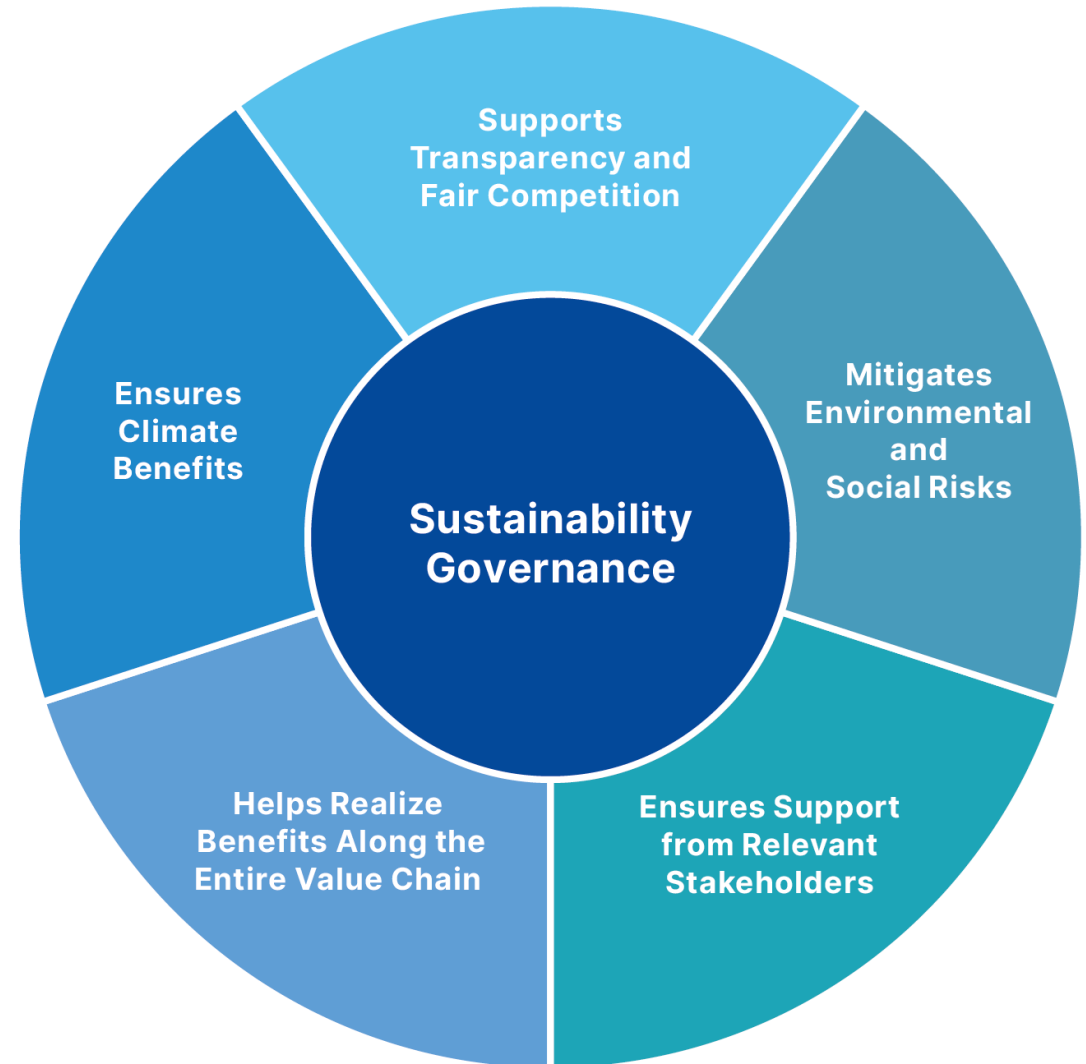 Supports
Transparency and
Fair Competition
Mitigates
Environmental
and
Social Risks
Ensures
Climate
Benefits
Sustainability
Governance
Helps Realize
Benefits Along the
Entire Value Chain
Ensures Support
from Relevant
Stakeholders